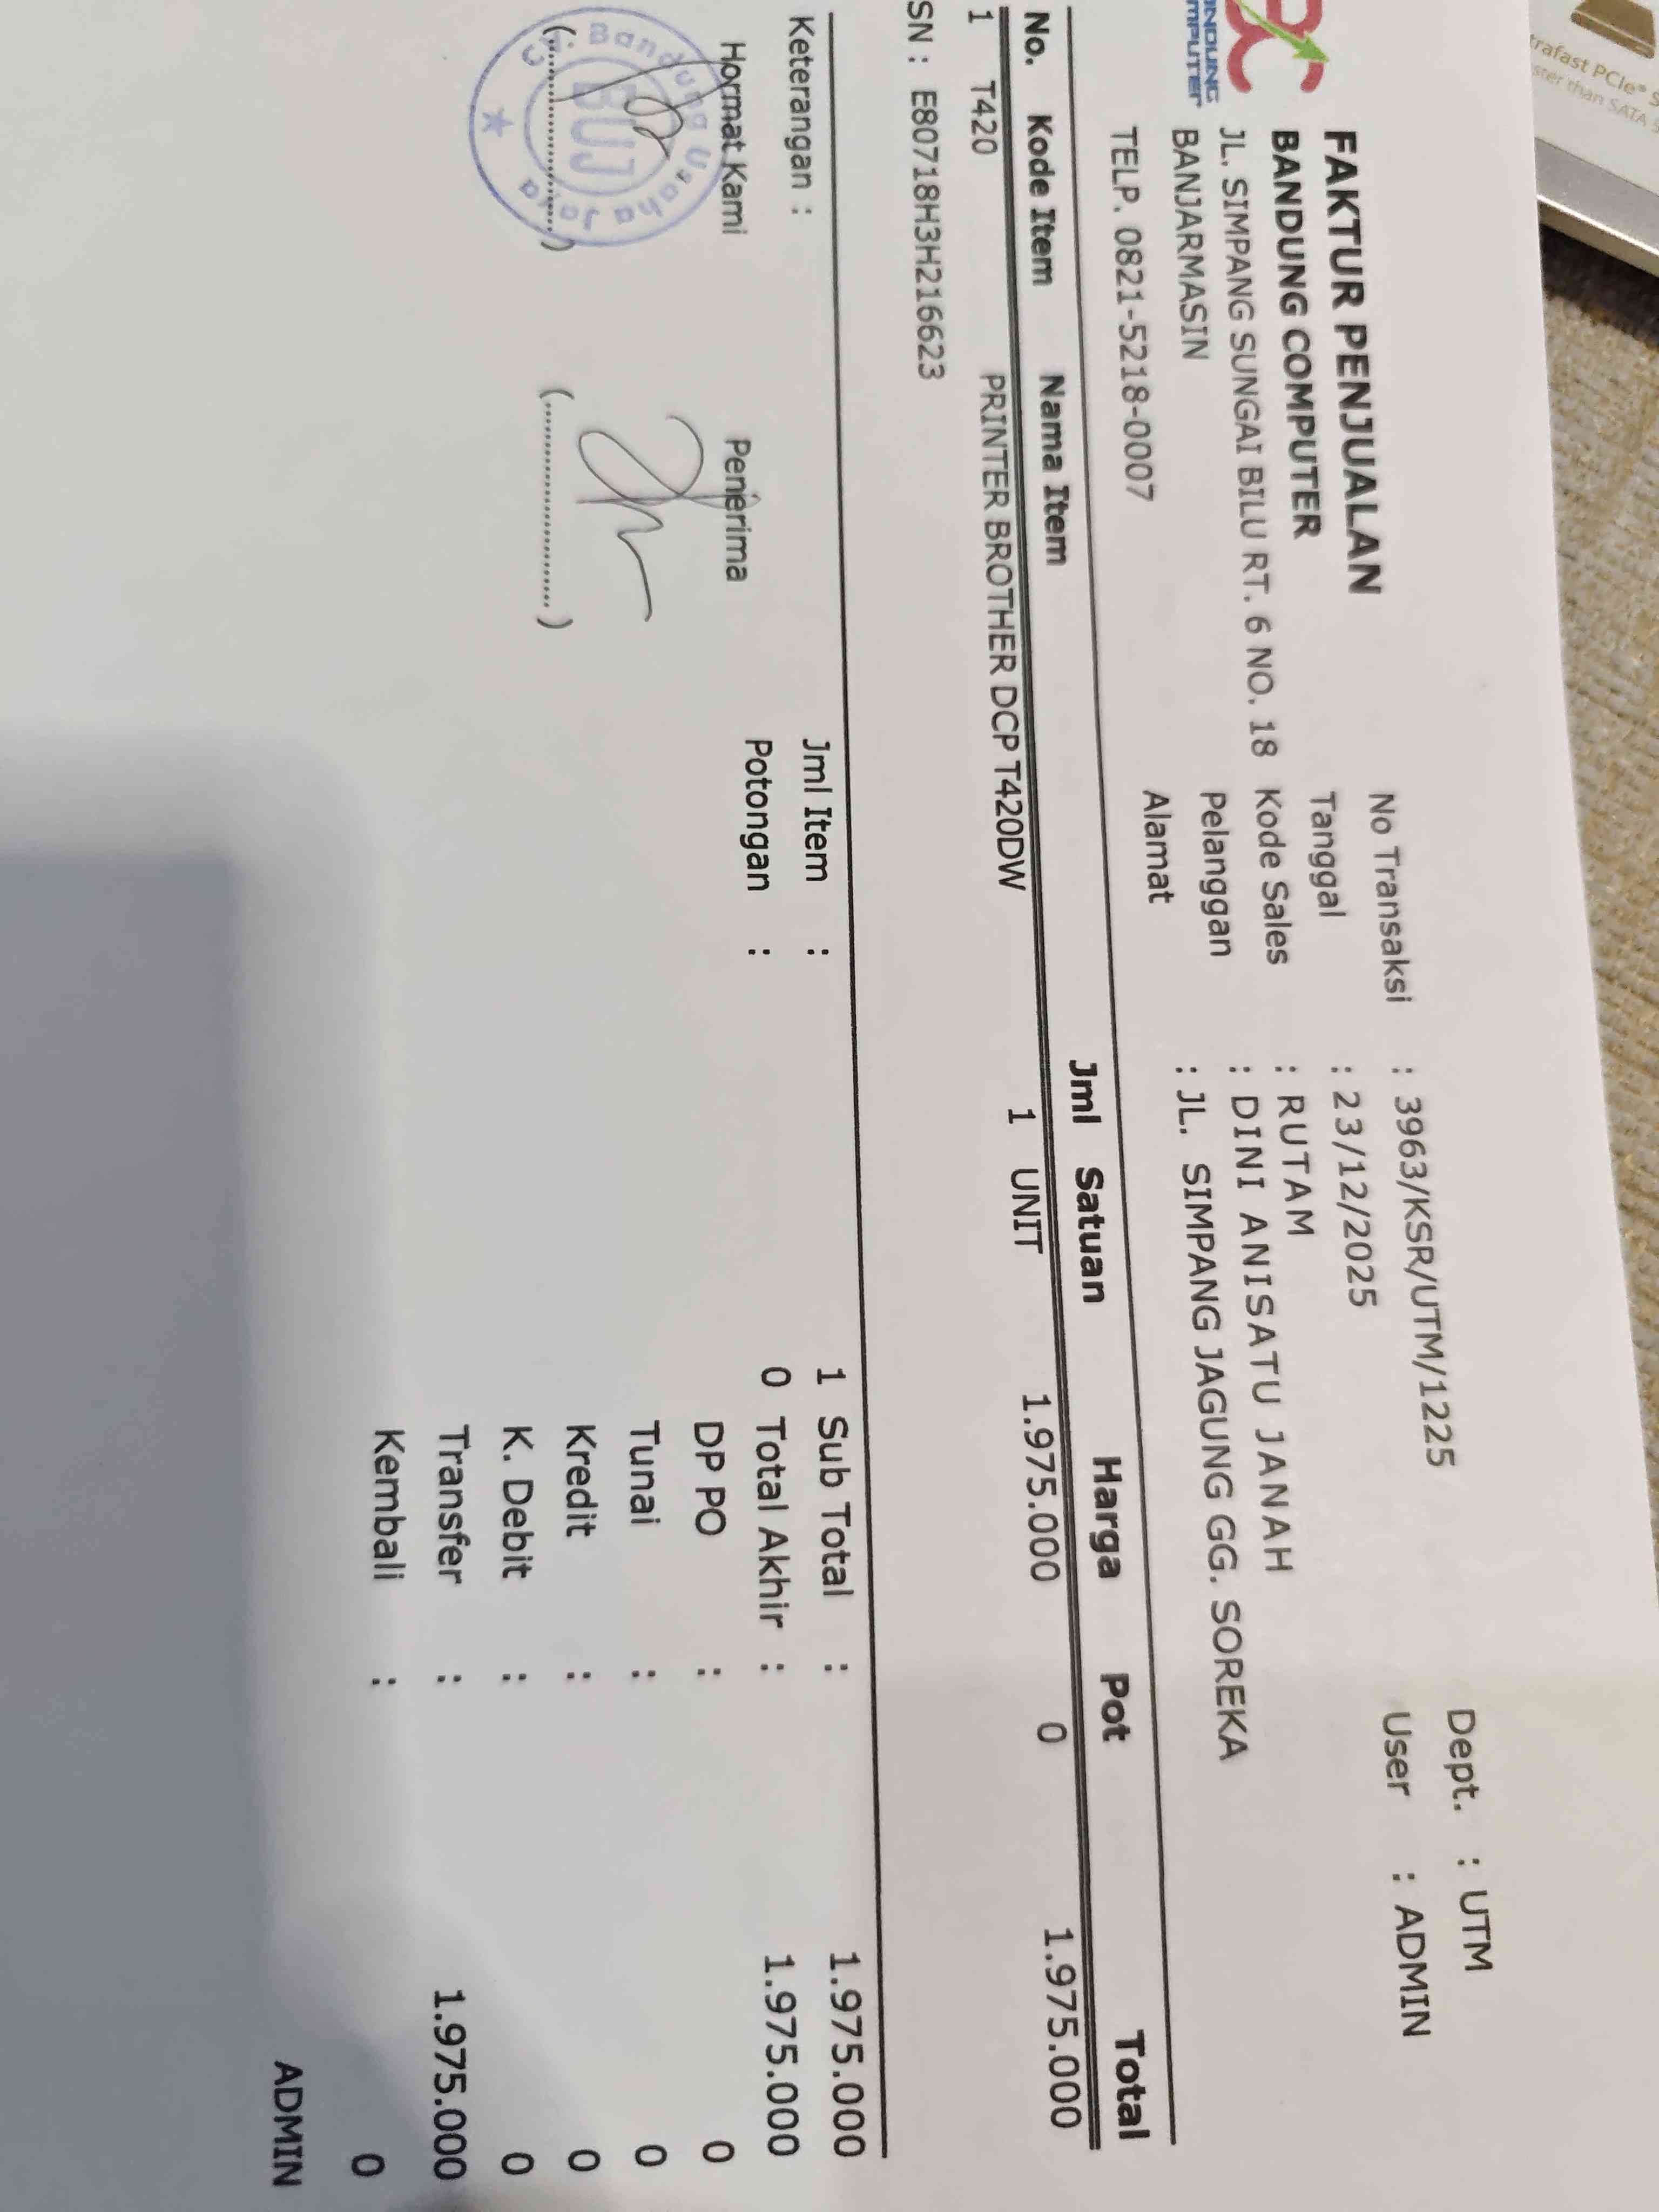 FAKTUR PENJUALAN
BANDUNG COMPUTER
JL. SIMPANG SUNGAI BILU RT. 6 NO. 18
BANJARMASIN
TELP. 0821-5218-0007
No Transaksi : 3963/KSR/UTM/1225
Tanggal : 23/12/2025
Kode Sales : RUTAM
Pelanggan : DINI ANISATU JANAH
Alamat : JL. SIMPANG JAGUNG GG. SOREKA
Dept. : UTM
User : ADMIN
No. Kode Item Nama Item Jml Satuan Harga Pot Total
1 T420 PRINTER BROTHER DCP T420DW 1 UNIT 1.975.000 0 1.975.000
SN : E80718H3H216623
Keterangan :
Jml Item : 1
Potongan : 0
Sub Total : 1.975.000
Total Akhir : 1.975.000
DP PO : 0
Tunai : 0
Kredit : 0
K. Debit : 0
Transfer : 1.975.000
Kembali : 0
ADMIN
Hormat Kami
Penerima
(....................)
(....................)
Bandung Usaha Jaya
BUJ